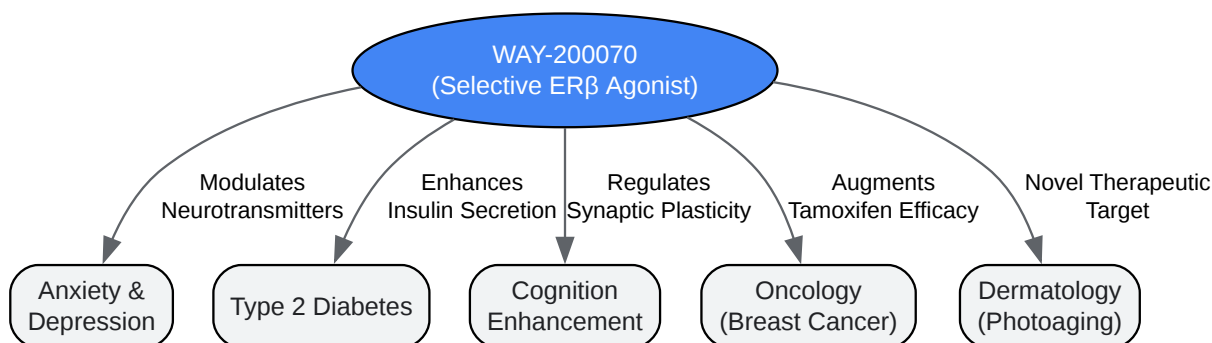 WAY-200070
(Selective ERβ Agonist)
Modulates
Neurotransmitters
Enhances
Insulin Secretion
Regulates
Synaptic Plasticity
Augments
Tamoxifen Efficacy
Novel Therapeutic
Target
Anxiety &
Depression
Type 2 Diabetes
Cognition
Enhancement
Oncology
(Breast Cancer)
Dermatology
(Photoaging)